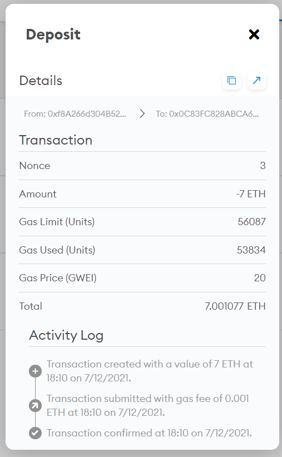 Deposit
Details
From: 0xf8A266d304B52... To: 0x0C83FC828ABCA6...
Transaction
Nonce 3
Amount -7 ETH
Gas Limit (Units) 56087
Gas Used (Units) 53834
Gas Price (GWEI) 20
Total 7.001077 ETH
Activity Log
Transaction created with a value of 7 ETH at
18:10 on 7/12/2021.
Transaction submitted with gas fee of 0.001
ETH at 18:10 on 7/12/2021.
Transaction confirmed at 18:10 on 7/12/2021.